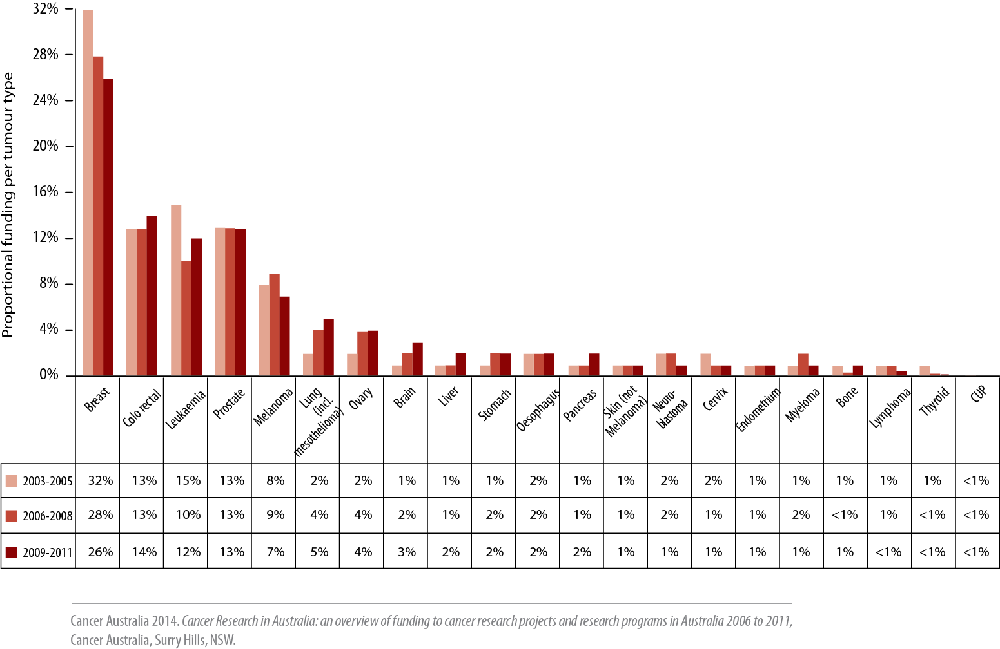 Proportional funding per tumour type
32%
28%
24%
20%
16%
12%
8%
4%
0%
Breast
Colo rectal
Leukaemia
Prostate
Melanoma
Lung
(incl.
mesothelioma)
Ovary
Brain
Liver
Stomach
Oesophagus
Pancreas
Skin (not
Melanoma)
Neuro-
blastoma
Cervix
Endometrium
Myeloma
Bone
Lymphoma
Thyroid
CUP
2003-2005 32% 13% 15% 13% 8% 2% 2% 1% 1% 1% 2% 1% 1% 2% 2% 1% 1% 1% 1% 1% <1%
2006-2008 28% 13% 10% 13% 9% 4% 4% 2% 1% 2% 2% 1% 1% 2% 1% 1% 2% <1% 1% <1% <1%
2009-2011 26% 14% 12% 13% 7% 5% 4% 3% 2% 2% 2% 2% 1% 1% 1% 1% 1% 1% <1% <1% <1%
Cancer Australia 2014. Cancer Research in Australia: an overview of funding to cancer research projects and research programs in Australia 2006 to 2011,
Cancer Australia, Surry Hills, NSW.